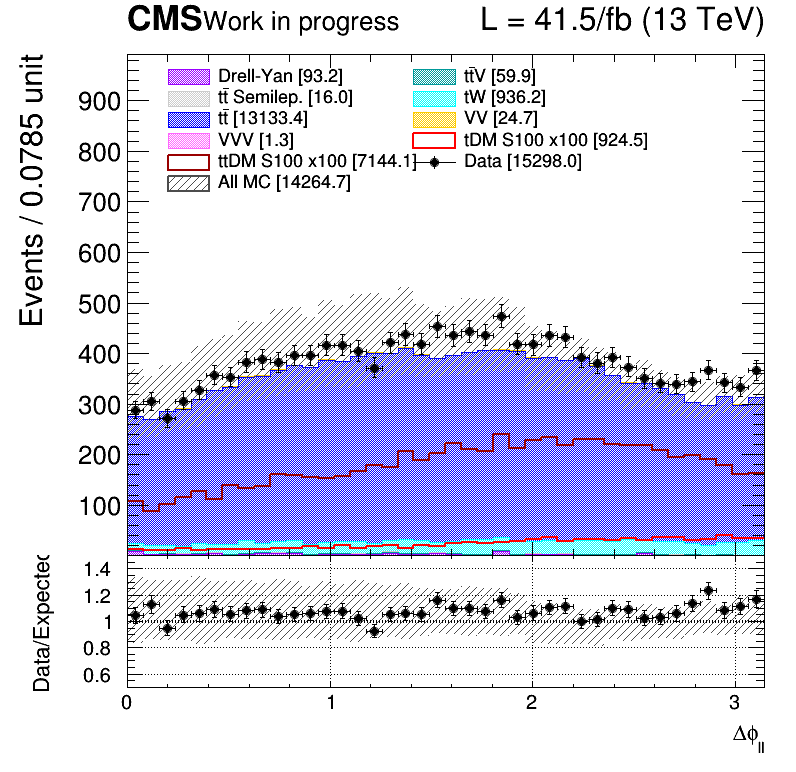 CMS Work in progress L = 41.5/fb (13 TeV)
Events / 0.0785 unit
Drell-Yan [93.2]
tt̄V [59.9]
tt̄ Semilep. [16.0]
tW [936.2]
tt̄ [13133.4]
VV [24.7]
VVV [1.3]
tDM S100 x100 [924.5]
ttDM S100 x100 [7144.1]
Data [15298.0]
All MC [14264.7]
900
800
700
600
500
400
300
200
100
Data/Expected
1.4
1.2
1
0.8
0.6
0 1 2 3
Δϕll